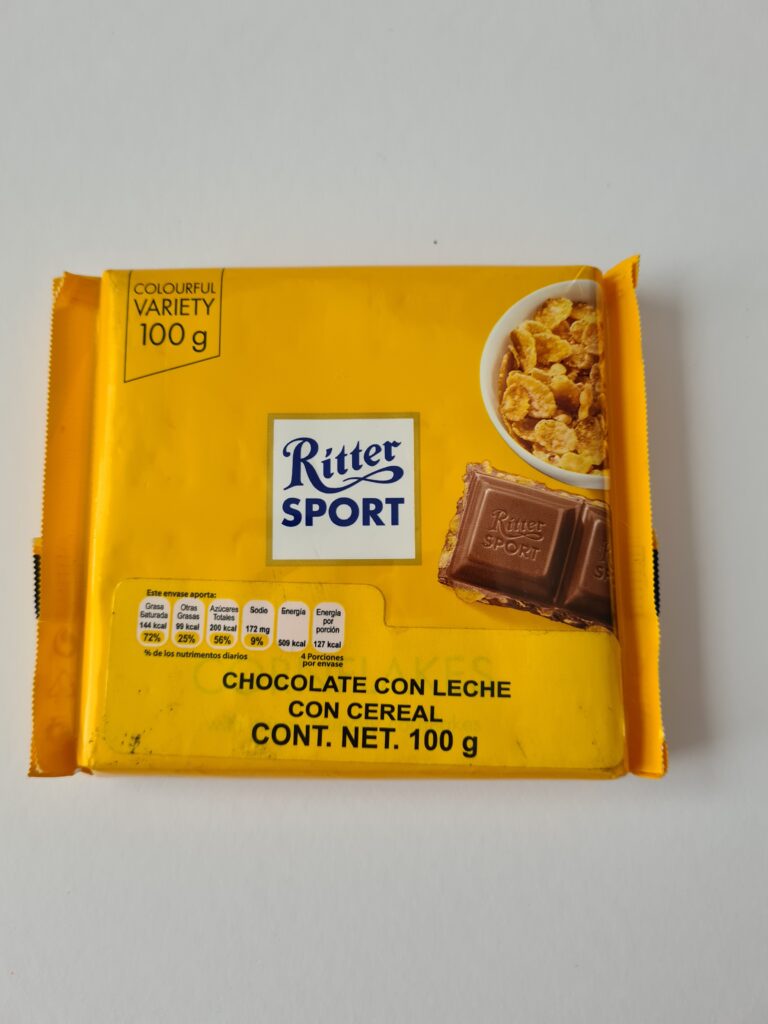 COLOURFUL
VARIETY
100 g
Ritter
SPORT
Ritter
SPORT
Este envase aporta:
Grasa Saturada 144 kcal 72%
Otras Grasas 99 kcal 25%
Azúcares Totales 200 kcal 56%
Sodio 172 mg 9%
Energía 509 kcal
Energía por porción 127 kcal
% de los nutrimentos diarios
4 Porciones
por envase
CHOCOLATE CON LECHE
CON CEREAL
CONT. NET. 100 g